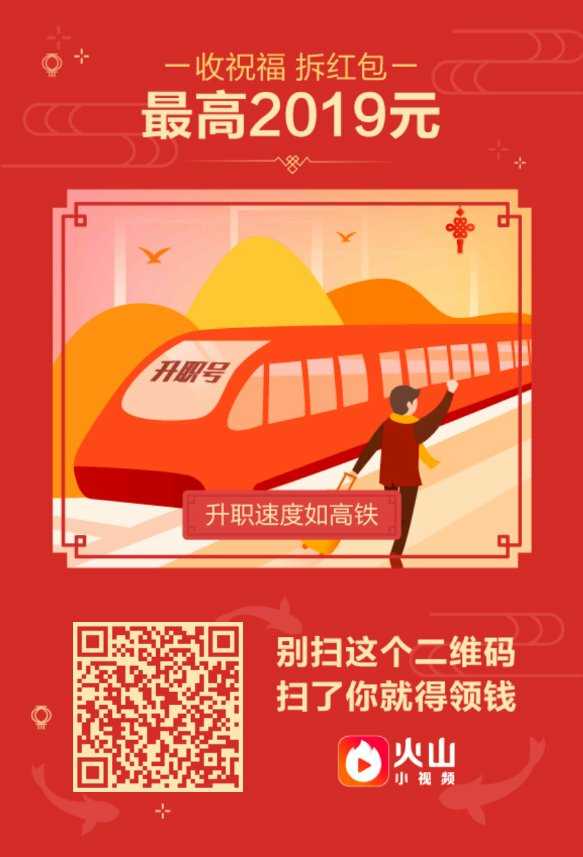 收祝福 拆红包
最高2019元
升职号
升职速度如高铁
别扫这个二维码
扫了你就得领钱
火山
小视频